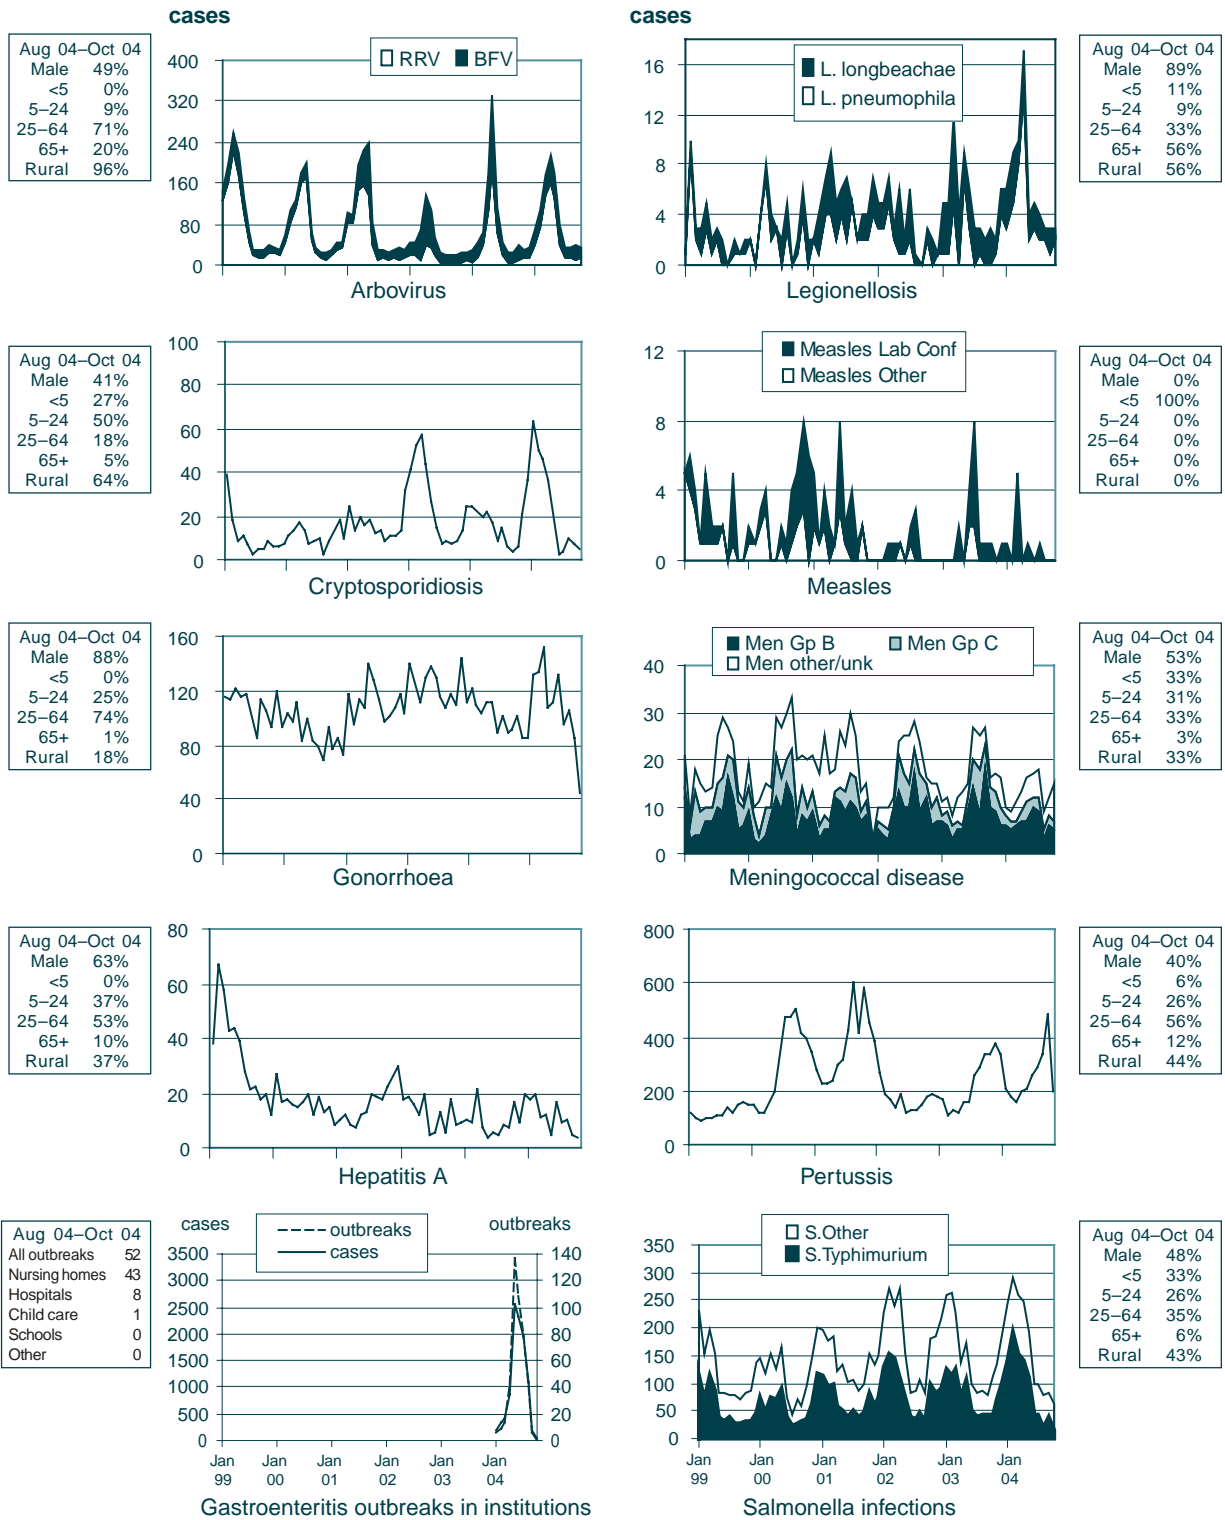 cases
Aug 04–Oct 04
Male 49%
<5 0%
5–24 9%
25–64 71%
65+ 20%
Rural 96%
RRV BFV
400
320
240
160
80
0
Arbovirus
cases
L. longbeachae
L. pneumophila
16
12
8
4
0
Legionellosis
Aug 04–Oct 04
Male 89%
<5 11%
5–24 9%
25–64 33%
65+ 56%
Rural 56%
Aug 04–Oct 04
Male 41%
<5 27%
5–24 50%
25–64 18%
65+ 5%
Rural 64%
100
80
60
40
20
0
Cryptosporidiosis
Measles Lab Conf
Measles Other
12
8
4
0
Measles
Aug 04–Oct 04
Male 0%
<5 100%
5–24 0%
25–64 0%
65+ 0%
Rural 0%
Aug 04–Oct 04
Male 88%
<5 0%
5–24 25%
25–64 74%
65+ 1%
Rural 18%
160
120
80
40
0
Gonorrhoea
Men Gp B Men Gp C
Men other/unk
40
30
20
10
0
Meningococcal disease
Aug 04–Oct 04
Male 53%
<5 33%
5–24 31%
25–64 33%
65+ 3%
Rural 33%
Aug 04–Oct 04
Male 63%
<5 0%
5–24 37%
25–64 53%
65+ 10%
Rural 37%
80
60
40
20
0
Hepatitis A
800
600
400
200
0
Pertussis
Aug 04–Oct 04
Male 40%
<5 6%
5–24 26%
25–64 56%
65+ 12%
Rural 44%
Aug 04–Oct 04
All outbreaks 52
Nursing homes 43
Hospitals 8
Child care 1
Schools 0
Other 0
cases
outbreaks
outbreaks
cases
3500
3000
2500
2000
1500
1000
500
0
140
120
100
80
60
40
20
0
Jan Jan Jan Jan Jan Jan
99 00 01 02 03 04
Gastroenteritis outbreaks in institutions
S.Other
S.Typhimurium
350
300
250
200
150
100
50
0
Jan Jan Jan Jan Jan Jan
99 00 01 02 03 04
Salmonella infections
Aug 04–Oct 04
Male 48%
<5 33%
5–24 26%
25–64 35%
65+ 6%
Rural 43%